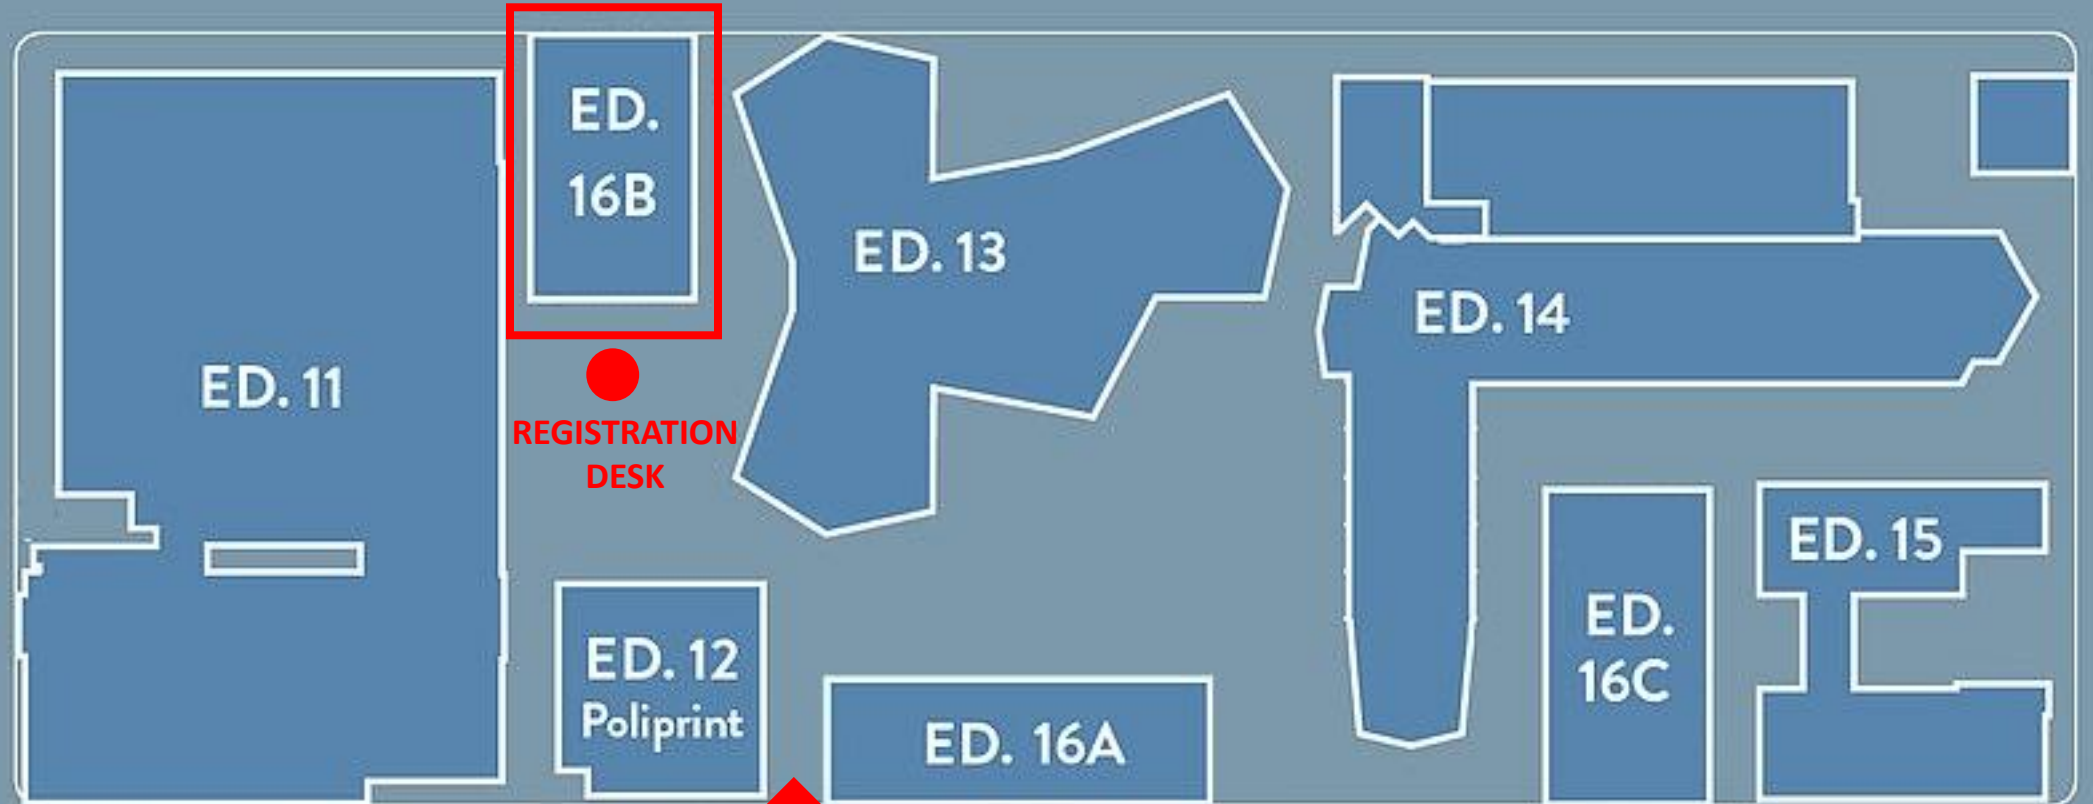 ED.
16B
ED. 13
ED. 14
ED. 11
REGISTRATION
DESK
ED. 15
ED.
16C
ED. 12
Poliprint
ED. 16A